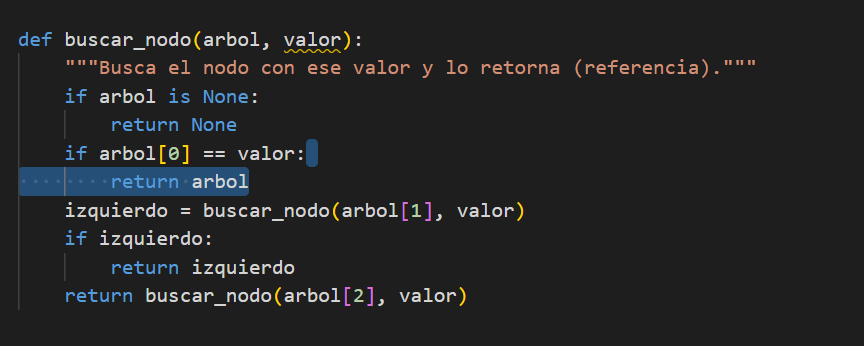 def buscar_nodo(arbol, valor):
    """Busca el nodo con ese valor y lo retorna (referencia)."""
    if arbol is None:
        return None
    if arbol[0] == valor:
        return arbol
    izquierdo = buscar_nodo(arbol[1], valor)
    if izquierdo:
        return izquierdo
    return buscar_nodo(arbol[2], valor)